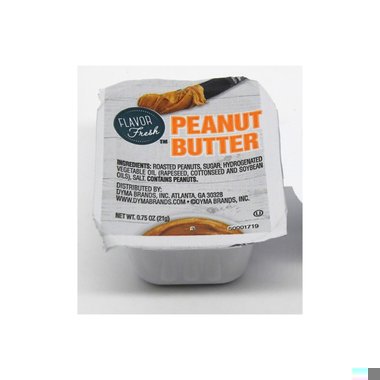 FLAVOR
Fresh™
PEANUT
BUTTER
INGREDIENTS: ROASTED PEANUTS, SUGAR, HYDROGENATED
VEGETABLE OIL (RAPESEED, COTTONSEED AND SOYBEAN
OILS), SALT. CONTAINS PEANUTS.
DISTRIBUTED BY:
DYMA BRANDS, INC. ATLANTA, GA 30328
WWW.DYMABRANDS.COM • ©DYMA BRANDS, INC.
NET WT. 0.75 OZ (21g)
00001719